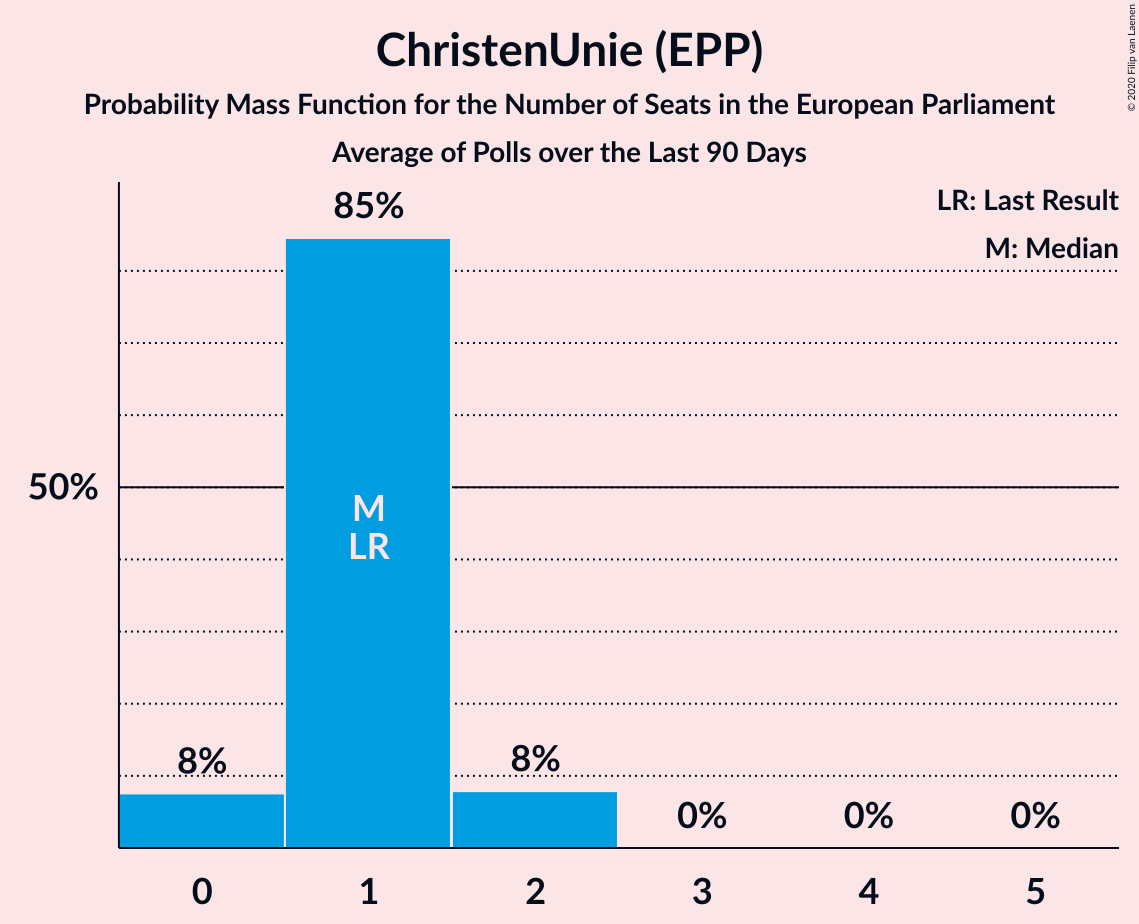 ChristenUnie (EPP)
Probability Mass Function for the Number of Seats in the European Parliament
Average of Polls over the Last 90 Days
© 2020 Filip van Laenen
LR: Last Result
M: Median
85%
50%
M
LR
8%
8%
0%
0%
0%
0
1
2
3
4
5